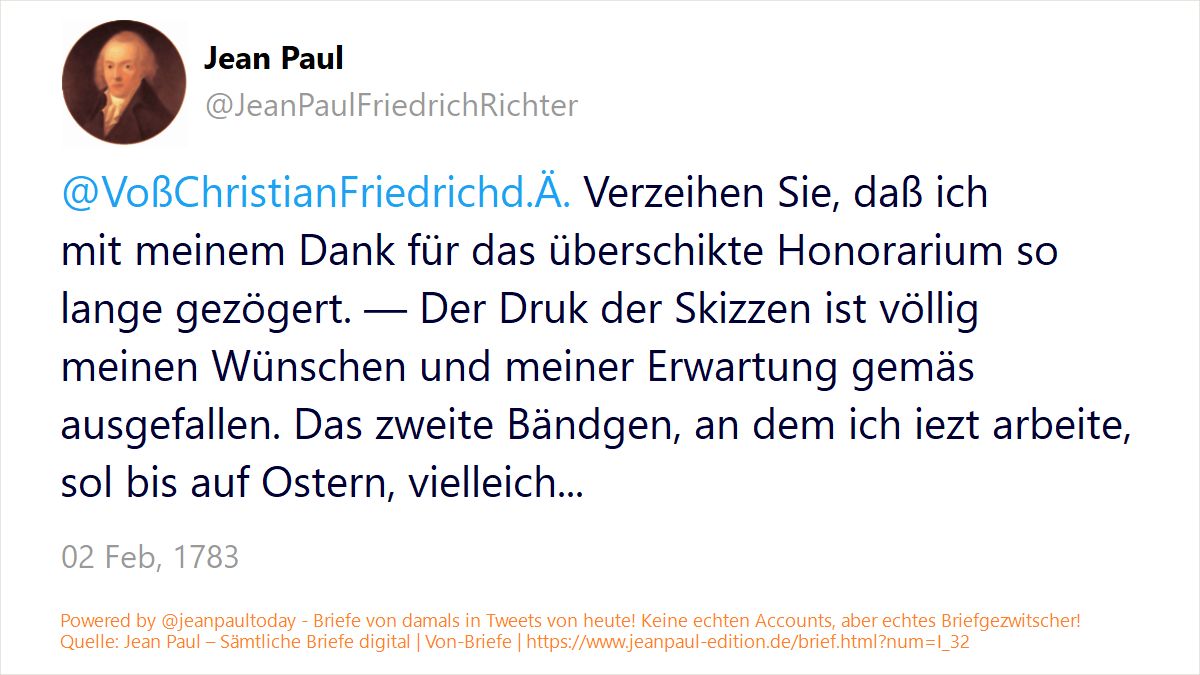 Jean Paul
@JeanPaulFriedrichRichter
@VoßChristianFriedrichd.Ä. Verzeihen Sie, daß ich
mit meinem Dank für das überschikte Honorarium so
lange gezögert. — Der Druk der Skizzen ist völlig
meinen Wünschen und meiner Erwartung gemäs
ausgefallen. Das zweite Bändgen, an dem ich iezt arbeite,
sol bis auf Ostern, vielleich...
02 Feb, 1783
Powered by @jeanpaultoday - Briefe von damals in Tweets von heute! Keine echten Accounts, aber echtes Briefgezwitscher!
Quelle: Jean Paul – Sämtliche Briefe digital | Von-Briefe | https://www.jeanpaul-edition.de/brief.html?num=I_32